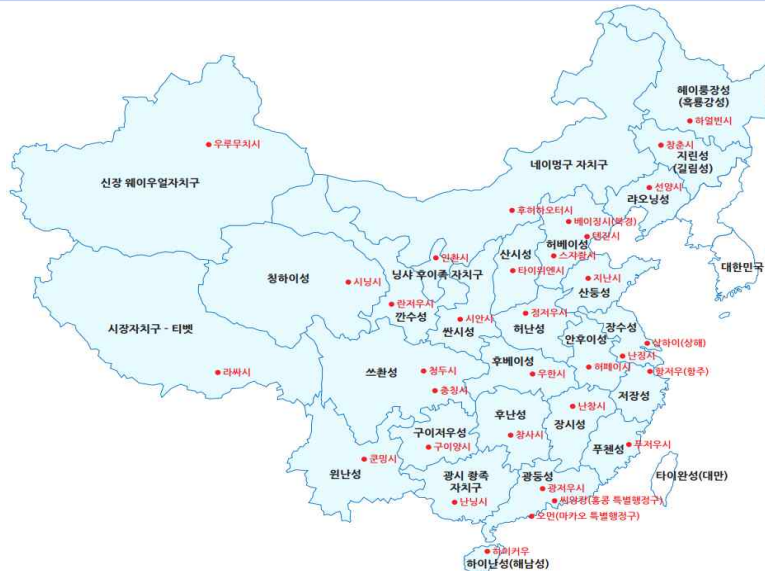 헤이룽장성
(흑룡강성)
하얼빈시
우루무치시
창춘시
지린성
(길림성)
네이멍구 자치구
신장 웨이우얼자치구
선양시
랴오닝성
후허하오터시
베이징시(북경)
톈진시
허베이성
산시성
스자좡시
인촨시
대한민국
칭하이성
닝샤 후이족 자치구
타이위엔시
지난시
시닝시
산둥성
란저우시
깐수성
시장자치구 - 티벳
시안시
싼시성
정저우시
허난성
장수성
안후이성
상하이(상해)
난징시
후베이성
쓰촨성
청두시
우한시
허페이시
항저우(항주)
라싸시
충칭시
저장성
난창시
후난성
장시성
구이저우성
창사시
구이양시
푸젠성
푸저우시
쿤밍시
윈난성
광시 좡족
자치구
광둥성
타이완성(대만)
광저우시
난닝시
씨앙강(홍콩 특별행정구)
오먼(마카오 특별행정구)
하이커우
하이난성(해남성)